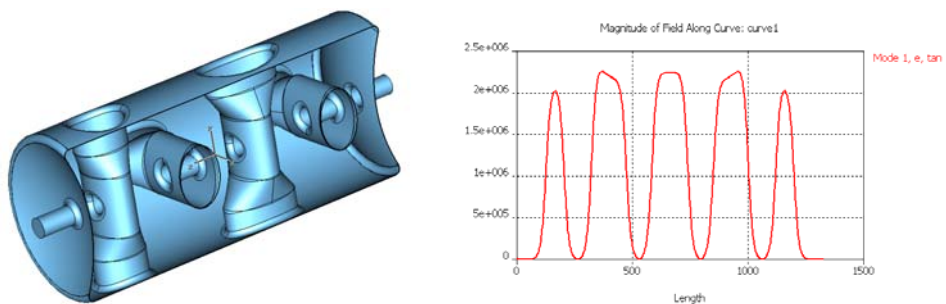 Magnitude of Field Along Curve: curve1
Mode 1, e, tan
2.5e+006
2e+006
1.5e+006
1e+006
5e+005
0
0 500 1000 1500
Length